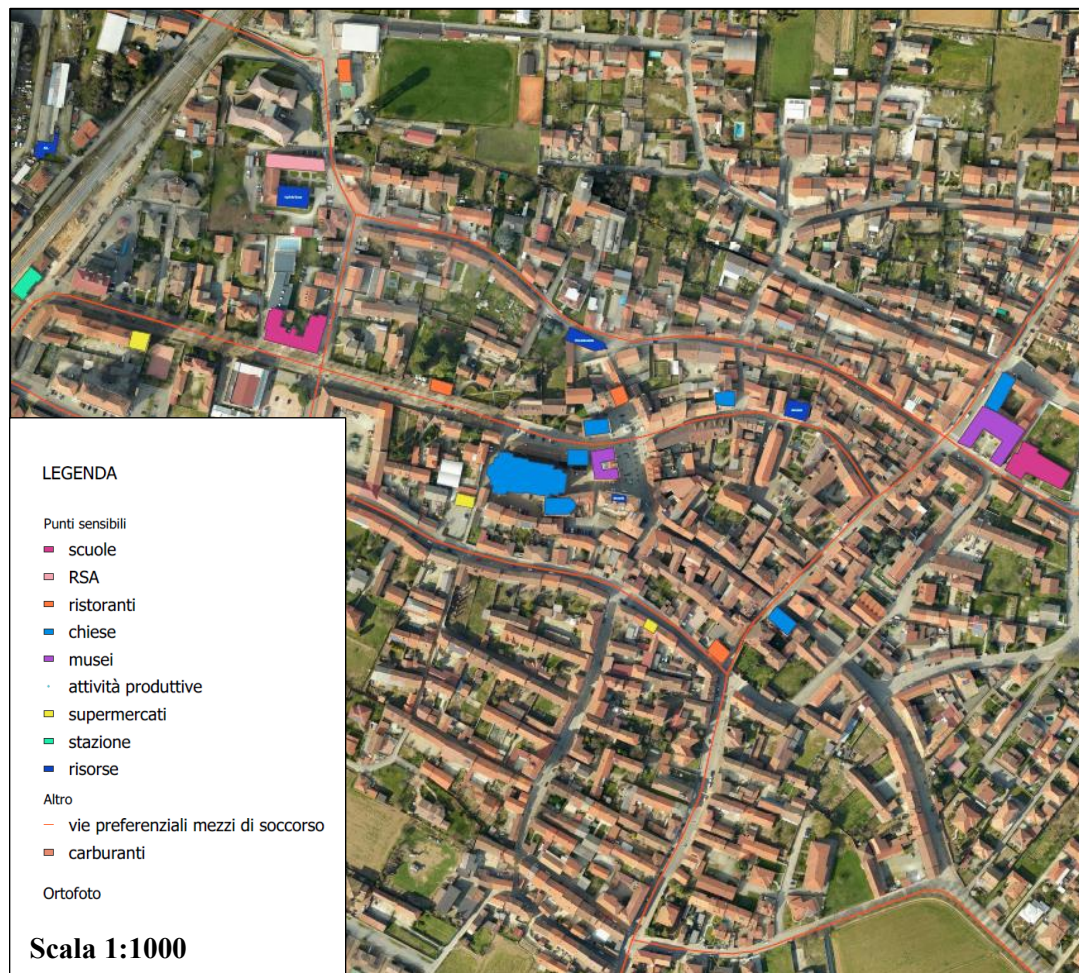 LEGENDA
Punti sensibili
scuole
RSA
ristoranti
chiese
musei
attività produttive
supermercati
stazione
risorse
Altro
vie preferenziali mezzi di soccorso
carburanti
Ortofoto
Scala 1:1000